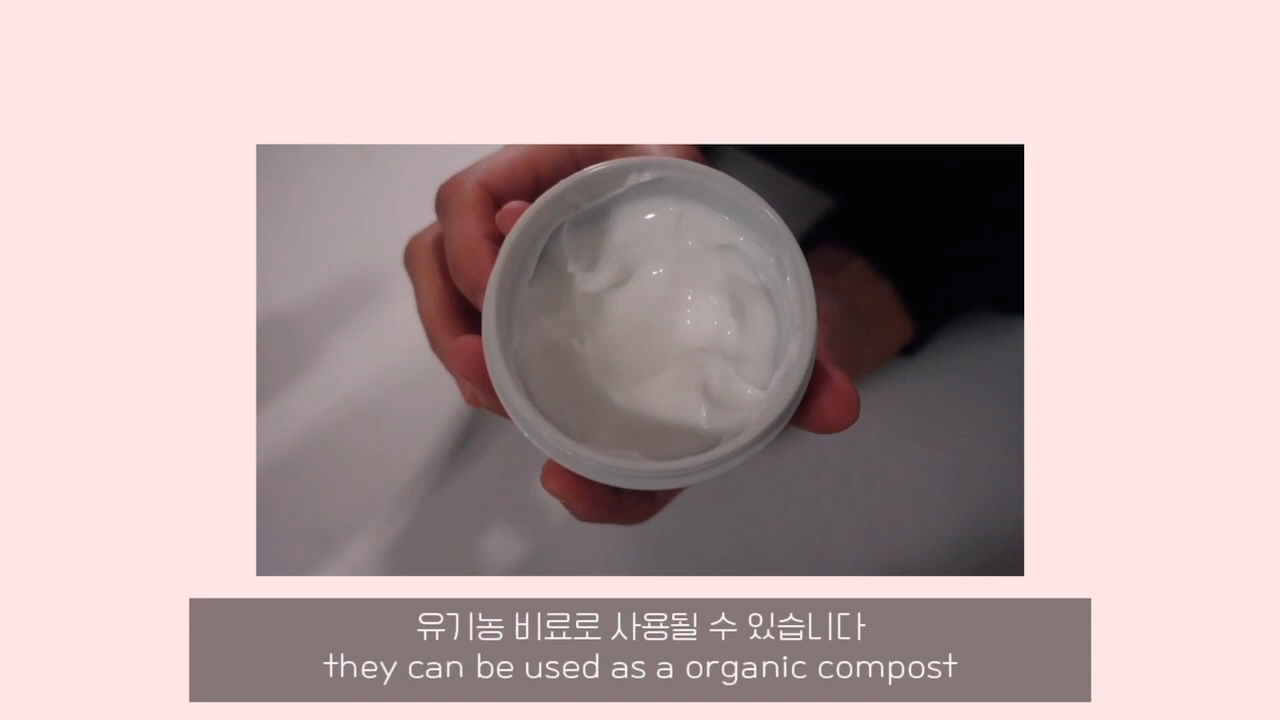 유기농 비료로 사용될 수 있습니다
they can be used as a organic compost